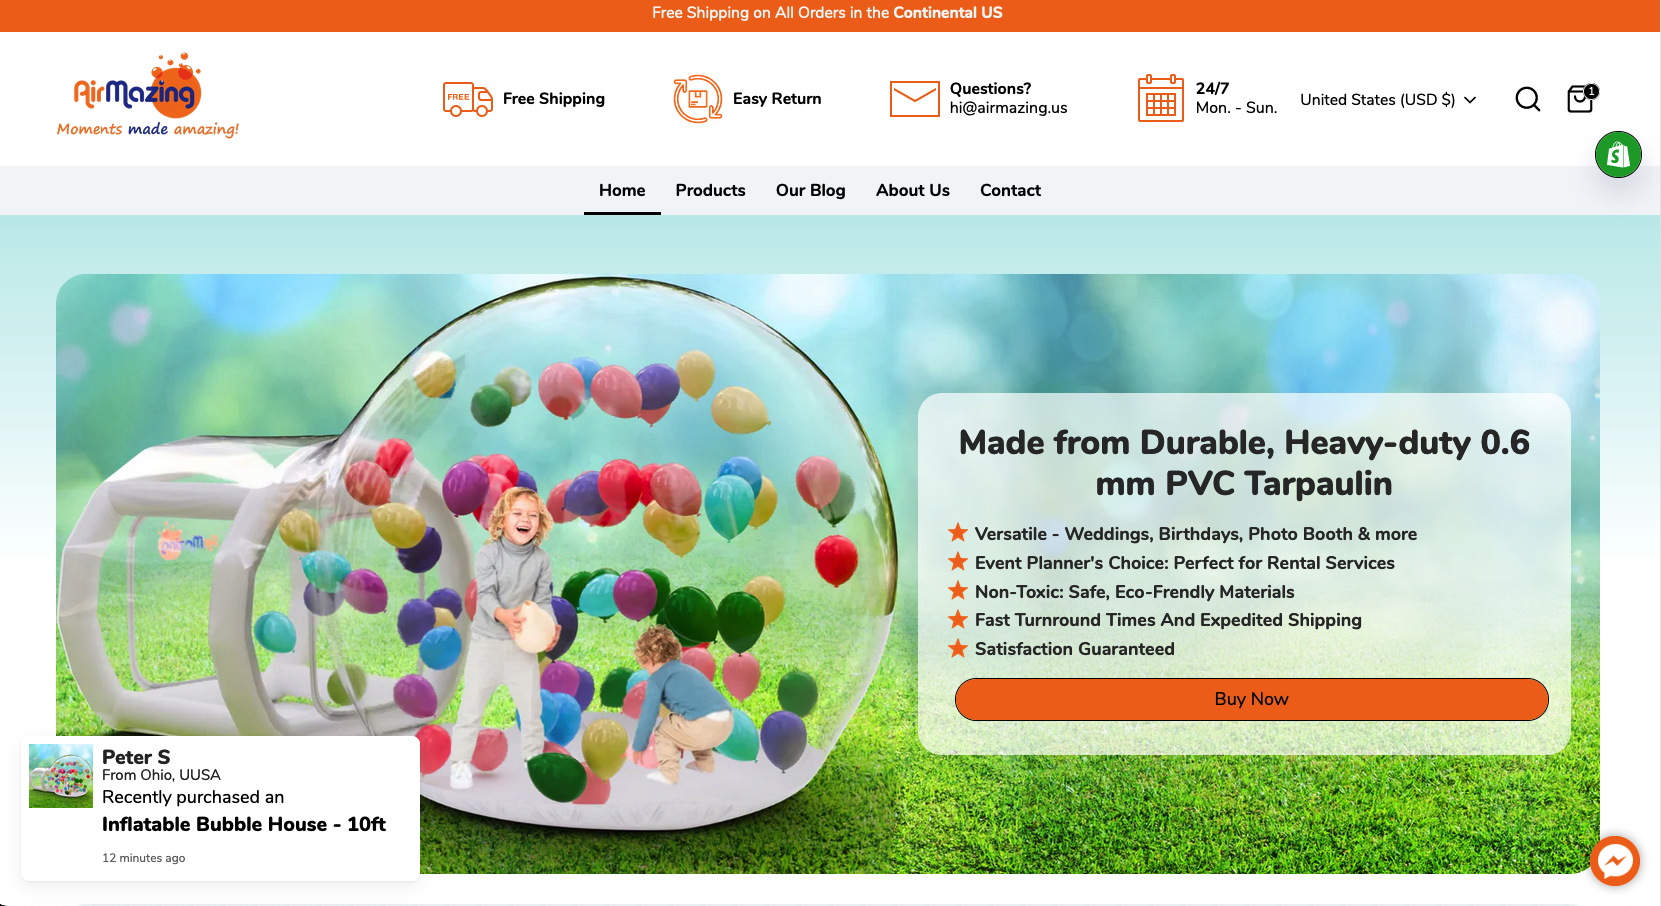 Free Shipping on All Orders in the Continental US
AirMazing
Moments made amazing!
FREE
Free Shipping
Easy Return
Questions?
hi@airmazing.us
24/7
Mon. - Sun.
United States (USD $)
1
Home
Products
Our Blog
About Us
Contact
AirMazing
Made from Durable, Heavy-duty 0.6
mm PVC Tarpaulin
Versatile - Weddings, Birthdays, Photo Booth & more
Event Planner's Choice: Perfect for Rental Services
Non-Toxic: Safe, Eco-Frendly Materials
Fast Turnround Times And Expedited Shipping
Satisfaction Guaranteed
Buy Now
Peter S
From Ohio, UUSA
Recently purchased an
Inflatable Bubble House - 10ft
12 minutes ago